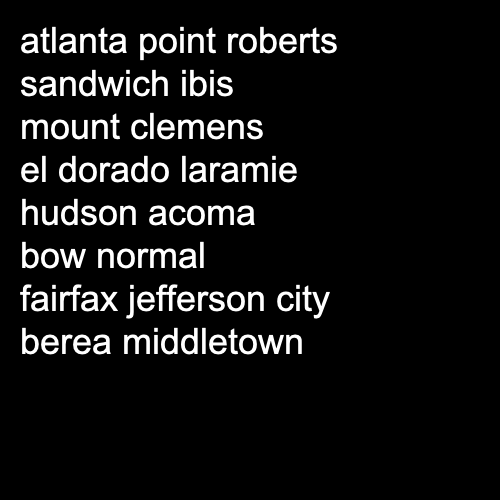 atlanta point roberts
sandwich ibis
mount clemens
el dorado laramie
hudson acoma
bow normal
fairfax jefferson city
berea middletown